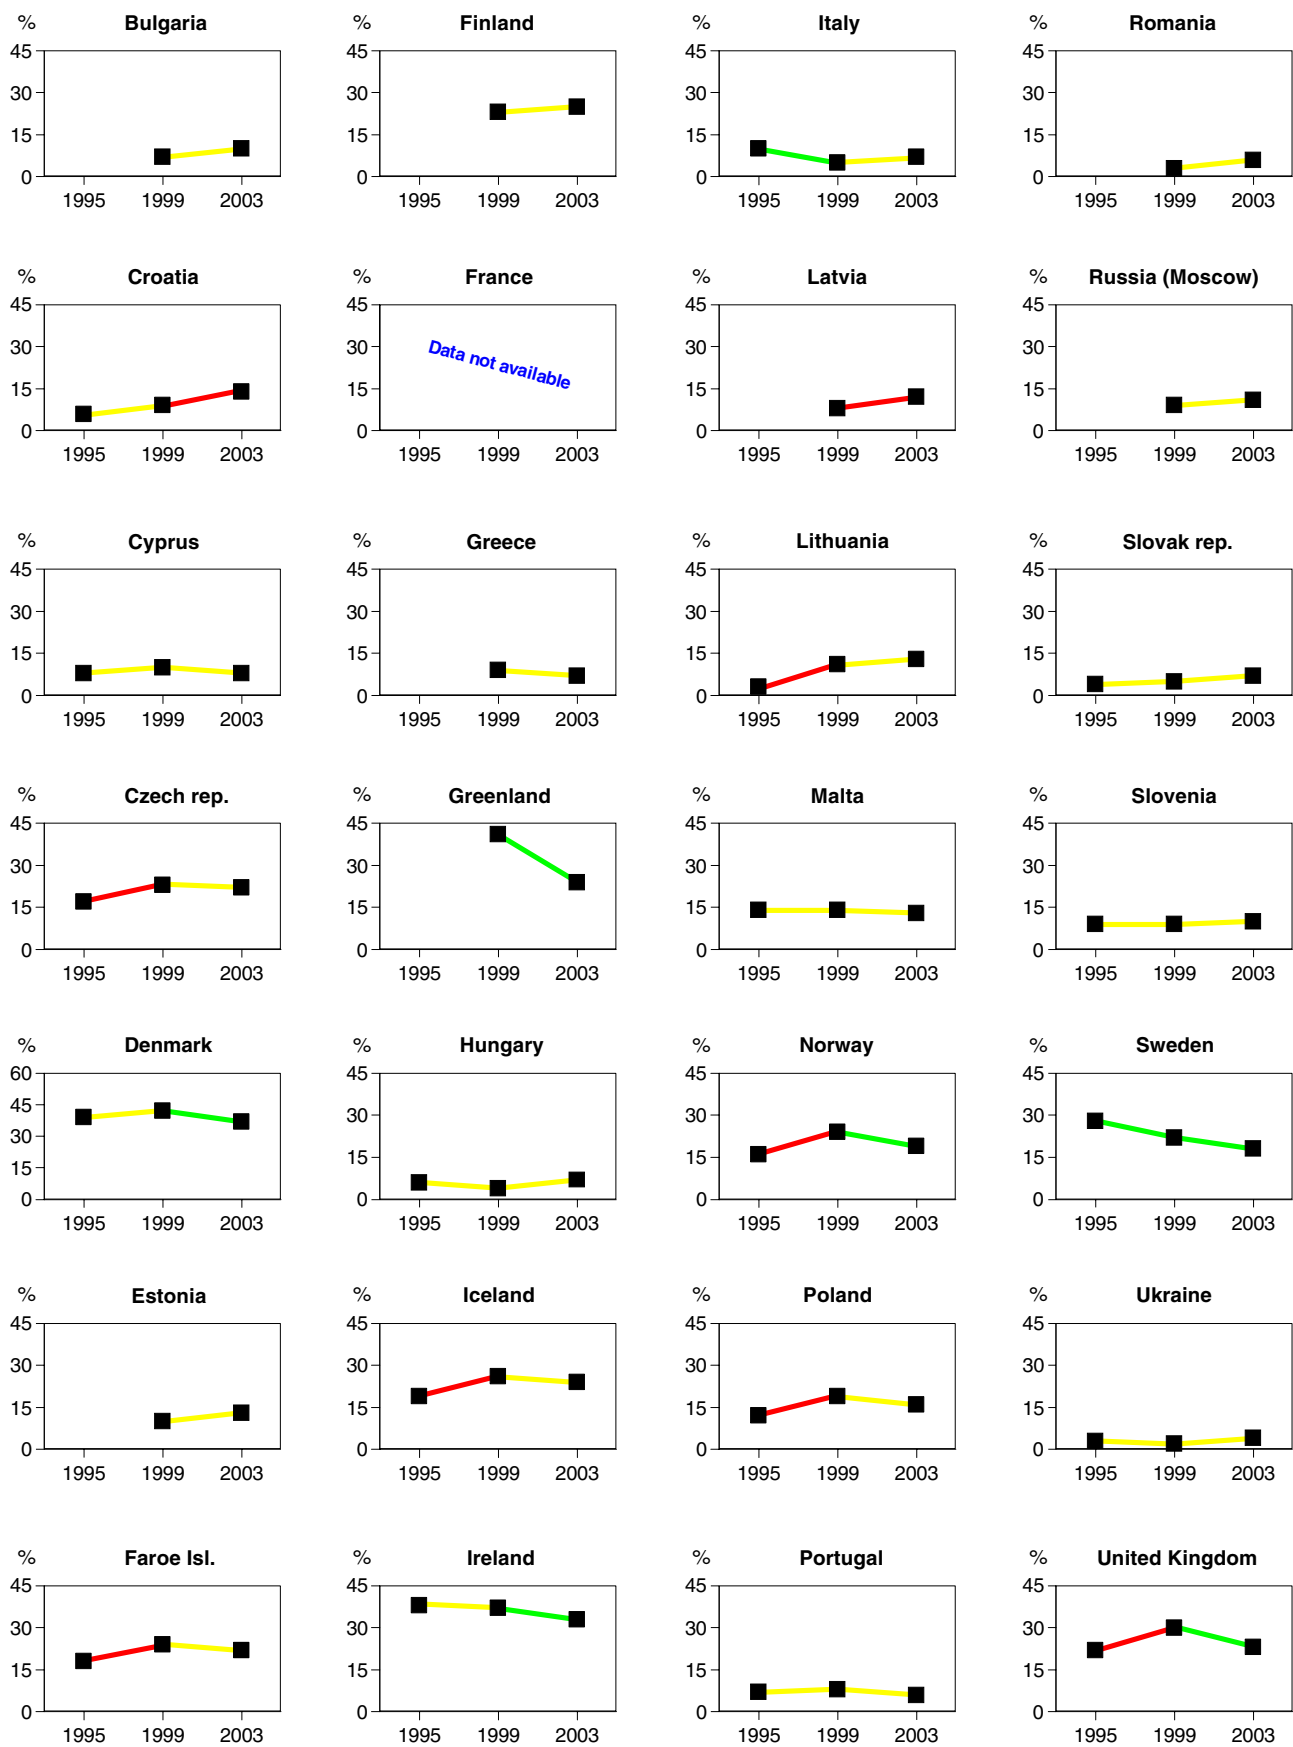 % Bulgaria % Finland % Italy % Romania
45 45 45 45
30 30 30 30
15 15 15 15
0 0 0 0
1995 1999 2003 1995 1999 2003 1995 1999 2003 1995 1999 2003
% Croatia % France % Latvia % Russia (Moscow)
45 45 45 45
30 Data not available 30 30 30
15 15 15 15
0 0 0 0
1995 1999 2003 1995 1999 2003 1995 1999 2003 1995 1999 2003
% Cyprus % Greece % Lithuania % Slovak rep.
45 45 45 45
30 30 30 30
15 15 15 15
0 0 0 0
1995 1999 2003 1995 1999 2003 1995 1999 2003 1995 1999 2003
% Czech rep. % Greenland % Malta % Slovenia
45 45 45 45
30 30 30 30
15 15 15 15
0 0 0 0
1995 1999 2003 1995 1999 2003 1995 1999 2003 1995 1999 2003
% Denmark % Hungary % Norway % Sweden
60 45 45 45
45 30 30 30
30 15 15 15
15 0 0 0
0
1995 1999 2003 1995 1999 2003 1995 1999 2003 1995 1999 2003
% Estonia % Iceland % Poland % Ukraine
45 45 45 45
30 30 30 30
15 15 15 15
0 0 0 0
1995 1999 2003 1995 1999 2003 1995 1999 2003 1995 1999 2003
% Faroe Isl. % Ireland % Portugal % United Kingdom
45 45 45 45
30 30 30 30
15 15 15 15
0 0 0 0
1995 1999 2003 1995 1999 2003 1995 1999 2003 1995 1999 2003